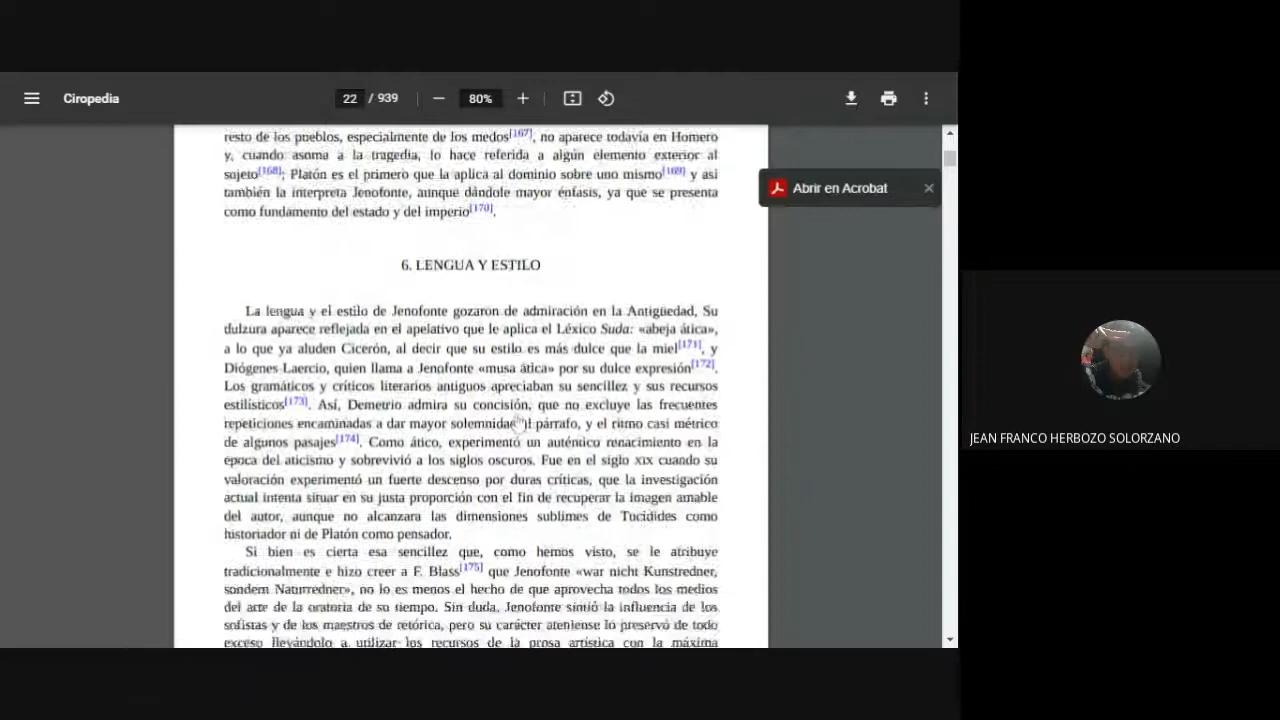 Ciropedia
22 / 939
80%
Abrir en Acrobat
resto de los pueblos, especialmente de los medos[167], no aparece todavía en Homero
y, cuando asoma a la tragedia, lo hace referida a algún elemento exterior al
sujeto[168]; Platón es el primero que la aplica al dominio sobre uno mismo[169] y así
también la interpreta Jenofonte, aunque dándole mayor énfasis, ya que se presenta
como fundamento del estado y del imperio[170].
6. LENGUA Y ESTILO
La lengua y el estilo de Jenofonte gozaron de admiración en la Antigüedad, Su
dulzura aparece reflejada en el apelativo que le aplica el Léxico Suda: «abeja ática»,
a lo que ya aluden Cicerón, al decir que su estilo es más dulce que la miel[171], y
Diógenes Laercio, quien llama a Jenofonte «musa ática» por su dulce expresión[172].
Los gramáticos y críticos literarios antiguos apreciaban su sencillez y sus recursos
estilísticos[173]. Así, Demetrio admira su concisión, que no excluye las frecuentes
repeticiones encaminadas a dar mayor solemnidad al párrafo, y el ritmo casi métrico
de algunos pasajes[174]. Como ático, experimentó un auténtico renacimiento en la
época del aticismo y sobrevivió a los siglos oscuros. Fue en el siglo XIX cuando su
valoración experimentó un fuerte descenso por duras críticas, que la investigación
actual intenta situar en su justa proporción con el fin de recuperar la imagen amable
del autor, aunque no alcanzara las dimensiones sublimes de Tucídides como
historiador ni de Platón como pensador.
Si bien es cierta esa sencillez que, como hemos visto, se le atribuye
tradicionalmente e hizo creer a F. Blass[175] que Jenofonte «war nicht Kunstredner,
sondern Naturredner», no lo es menos el hecho de que aprovecha todos los medios
del arte de la oratoria de su tiempo. Sin duda, Jenofonte sintió la influencia de los
sofistas y de los maestros de retórica, pero su carácter ateniense lo preservó de todo
exceso llevándolo a utilizar los recursos de la prosa artística con la máxima
JEAN FRANCO HERBOZO SOLORZANO